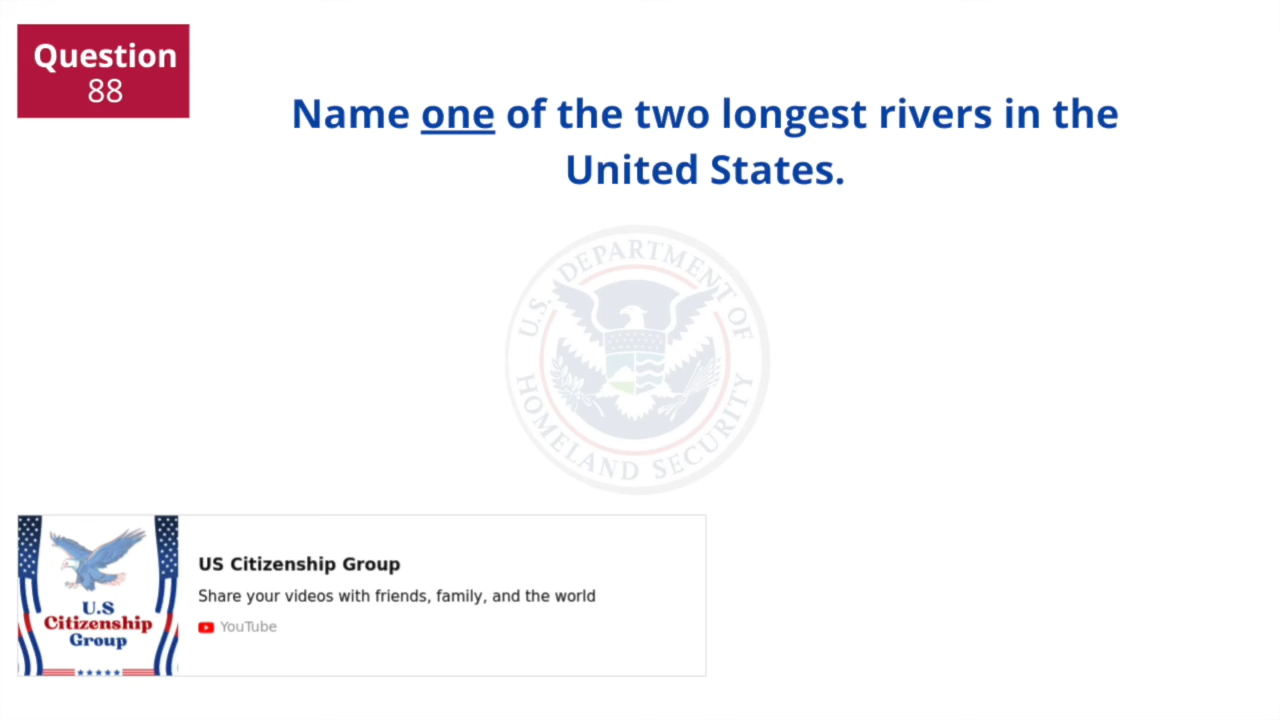 Question
88
Name one of the two longest rivers in the
United States.
U.S. DEPARTMENT OF
HOMELAND SECURITY
U.S
Citizenship
Group
US Citizenship Group
Share your videos with friends, family, and the world
YouTube